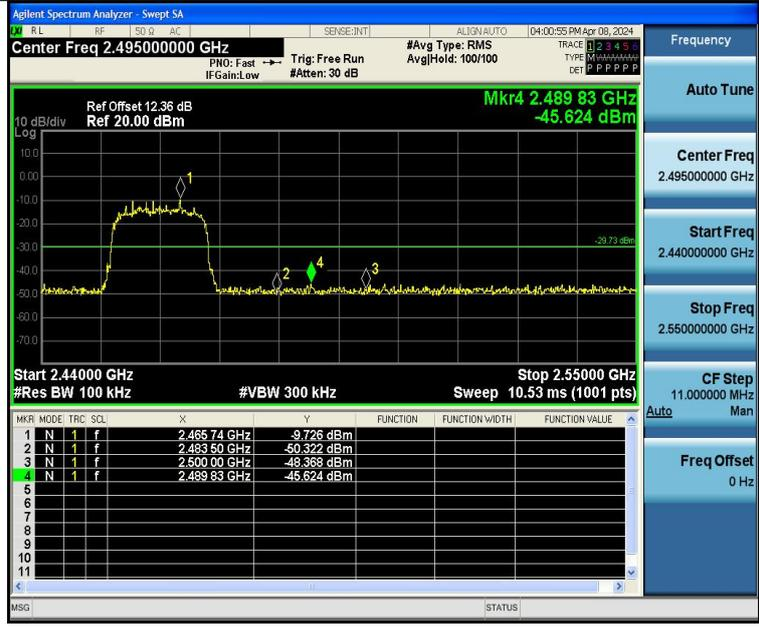 Agilent Spectrum Analyzer - Swept SA
LXI RL RF 50 Ω AC SENSE:INT ALIGN AUTO 04:00:55 PM Apr 08, 2024
Center Freq 2.495000000 GHz #Avg Type: RMS TRACE 1 2 3 4 5 6
PNO: Fast Trig: Free Run Avg|Hold: 100/100 TYPE M W W W W W
IFGain:Low #Atten: 30 dB DET P P P P P P
Frequency
Auto Tune
Ref Offset 12.36 dB Mkr4 2.489 83 GHz
10 dB/div Ref 20.00 dBm -45.624 dBm
Log
10.0
0.00
-10.0
-20.0
-30.0
-40.0
-50.0
-60.0
-70.0
1
2
4
3
-29.73 dBm
Center Freq
2.495000000 GHz
Start Freq
2.440000000 GHz
Stop Freq
2.550000000 GHz
CF Step
11.000000 MHz
Auto Man
Freq Offset
0 Hz
Start 2.44000 GHz Stop 2.55000 GHz
#Res BW 100 kHz #VBW 300 kHz Sweep 10.53 ms (1001 pts)
MKR MODE TRC SCL X Y FUNCTION FUNCTION WIDTH FUNCTION VALUE
1 N 1 f 2.465 74 GHz -9.726 dBm
2 N 1 f 2.483 50 GHz -50.322 dBm
3 N 1 f 2.500 00 GHz -48.368 dBm
4 N 1 f 2.489 83 GHz -45.624 dBm
5
6
7
8
9
10
11
MSG STATUS